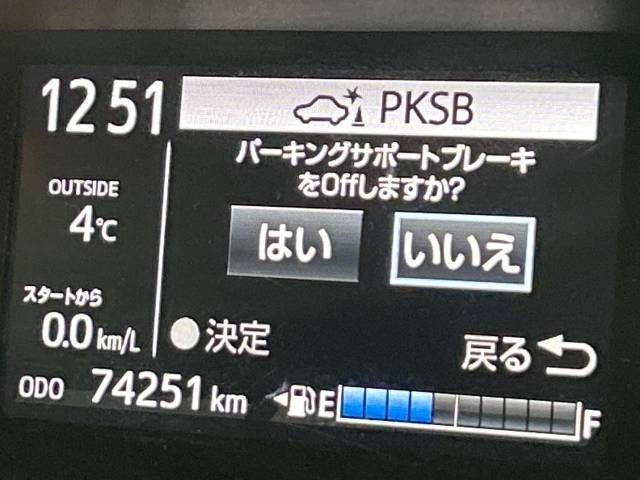 12 51
PKSB
パーキングサポートブレーキ
をOffしますか?
OUTSIDE
4℃
はい
いいえ
スタートから
0.0 km/L
決定
戻る
ODO 74251 km
E
F